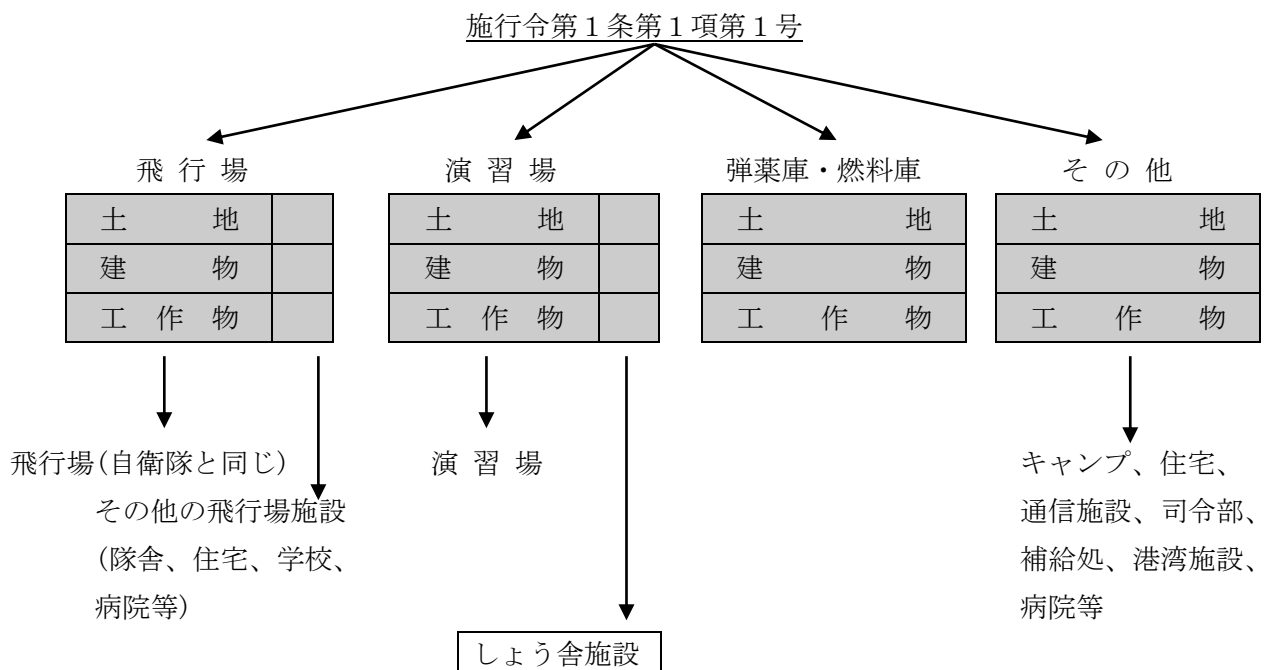 施行令第１条第１項第１号
飛 行 場
演 習 場
弾薬庫・燃料庫
そ の 他
土 地
建 物
工 作 物
土 地
建 物
工 作 物
土 地
建 物
工 作 物
土 地
建 物
工 作 物
飛行場(自衛隊と同じ)
その他の飛行場施設
(隊舎、住宅、学校、
病院等)
演 習 場
しょう舎施設
キャンプ、住宅、
通信施設、司令部、
補給処、港湾施設、
病院等